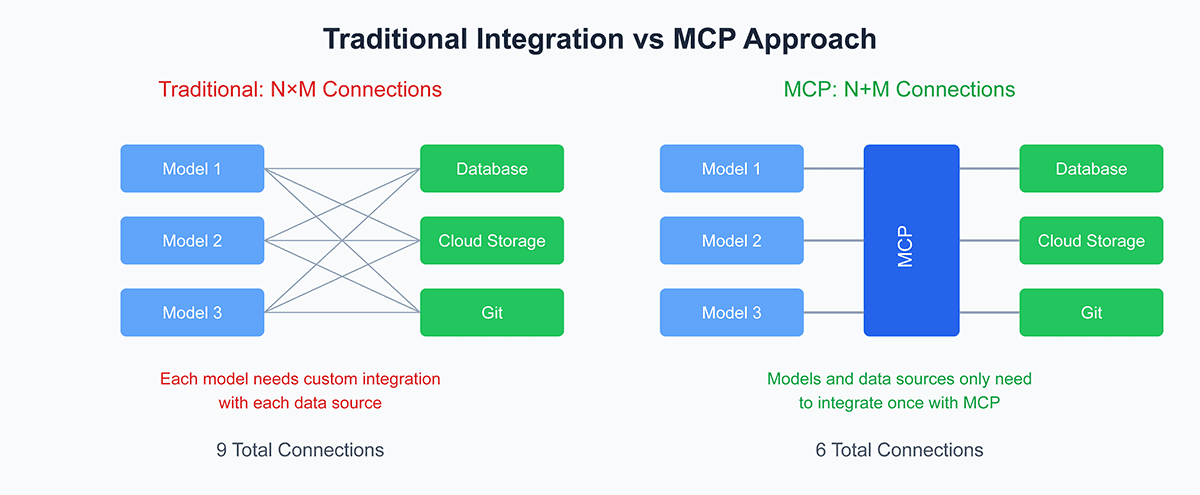 Traditional Integration vs MCP Approach
Traditional: N×M Connections
Model 1
Database
Model 2
Cloud Storage
Model 3
Git
Each model needs custom integration
with each data source
9 Total Connections
MCP: N+M Connections
Model 1
MCP
Database
Model 2
Cloud Storage
Model 3
Git
Models and data sources only need
to integrate once with MCP
6 Total Connections